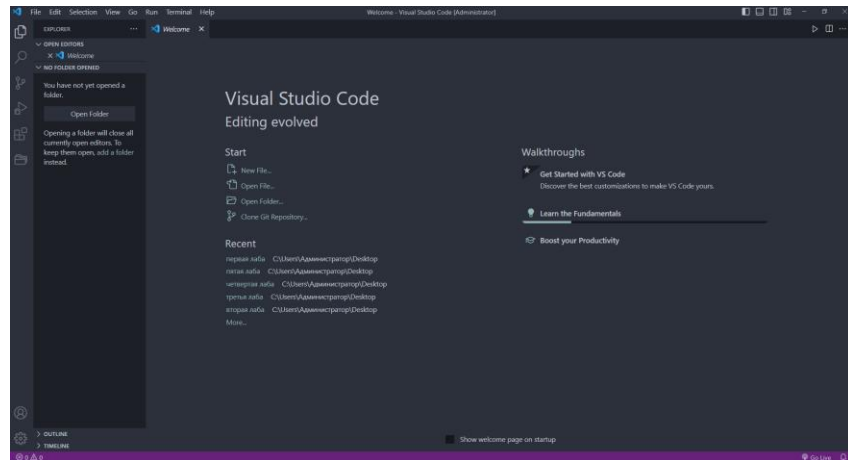 File Edit Selection View Go Run Terminal Help
Welcome - Visual Studio Code [Administrator]
EXPLORER
Welcome
OPEN EDITORS
Welcome
NO FOLDER OPENED
You have not yet opened a
folder.
Open Folder
Opening a folder will close all
currently open editors. To
keep them open, add a folder
instead.
OUTLINE
TIMELINE
Visual Studio Code
Editing evolved
Start
New File...
Open File...
Open Folder...
Clone Git Repository...
Recent
первая лаба C:\Users\Администратор\Desktop
пятая лаба C:\Users\Администратор\Desktop
четвертая лаба C:\Users\Администратор\Desktop
третья лаба C:\Users\Администратор\Desktop
вторая лаба C:\Users\Администратор\Desktop
More...
Walkthroughs
Get Started with VS Code
Discover the best customizations to make VS Code yours.
Learn the Fundamentals
Boost your Productivity
Show welcome page on startup
0 0
Go Live